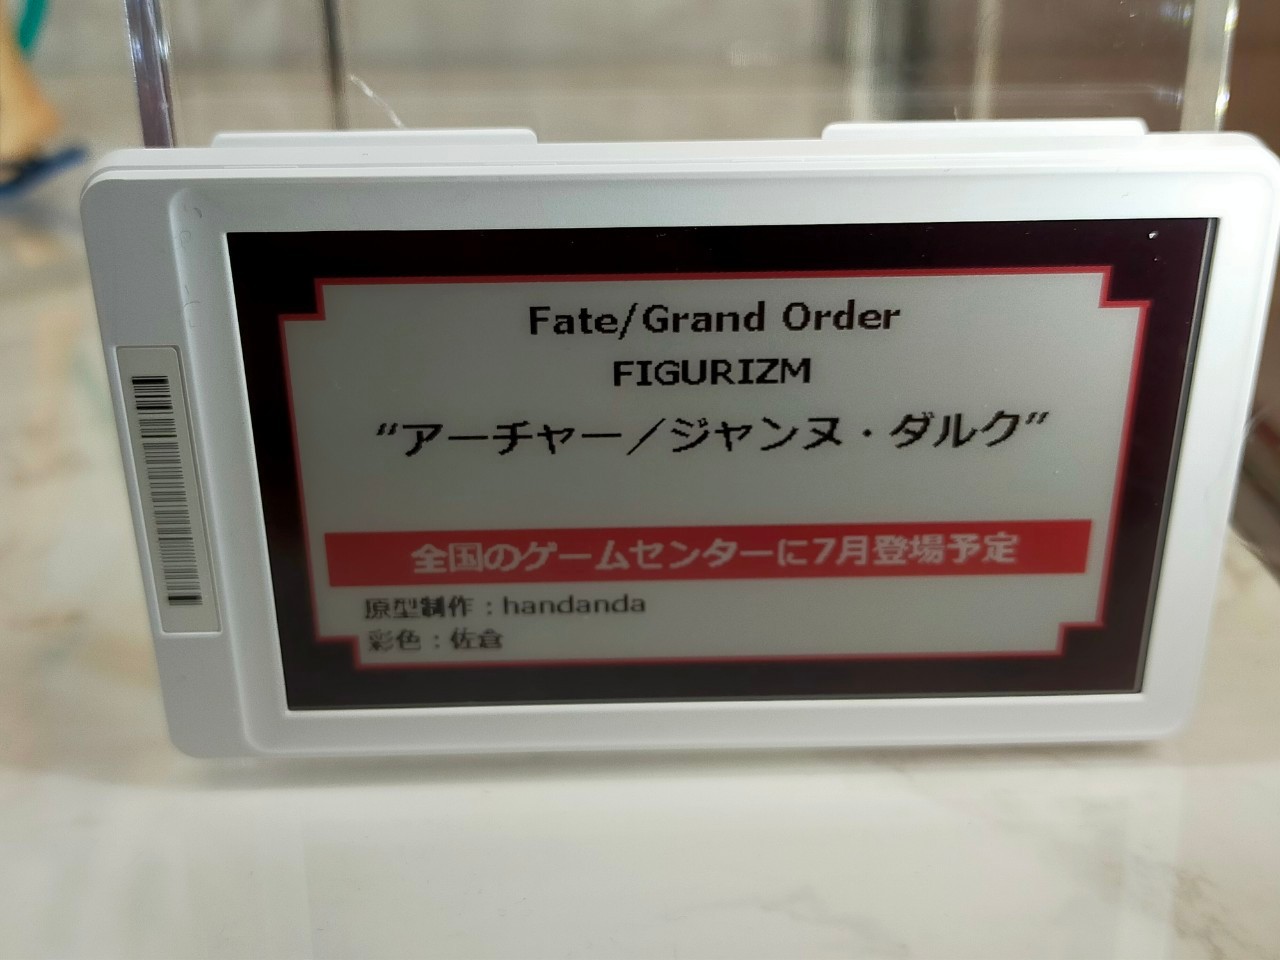 Fate/Grand Order
FIGURIZM
“アーチャー／ジャンヌ・ダルク”
全国のゲームセンターに7月登場予定
原型制作：handanda
彩色：佐倉